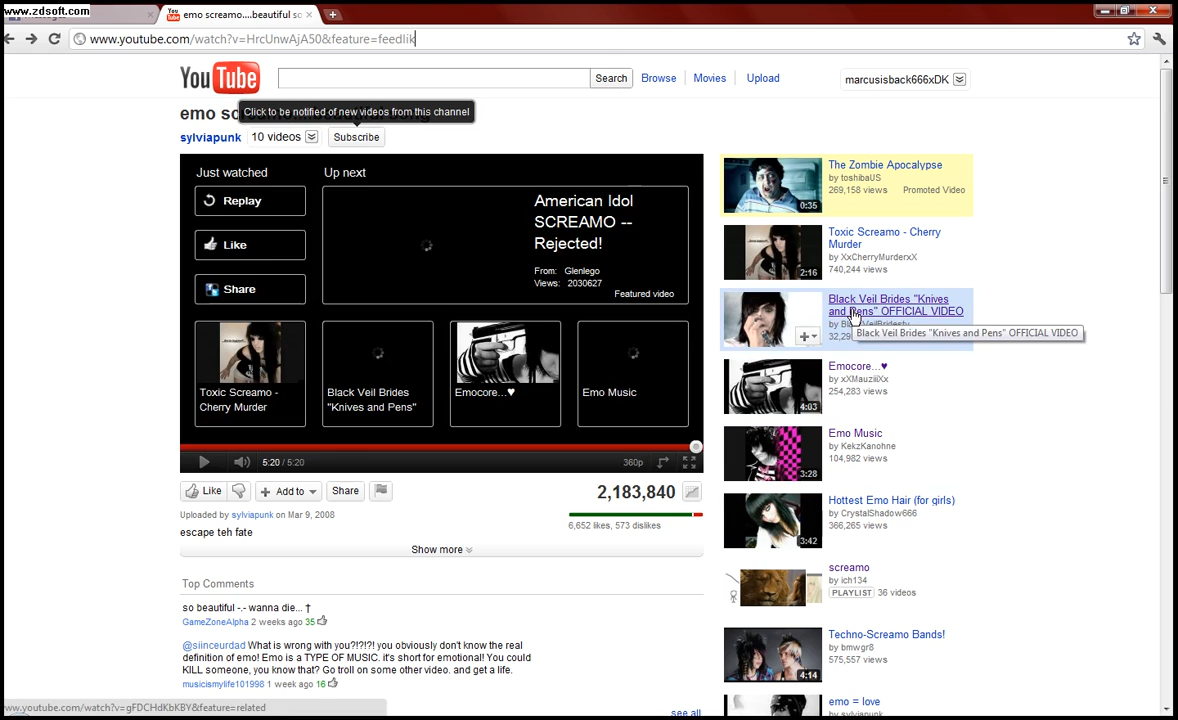 www.zdsoft.com
emo screamo....beautiful so
www.youtube.com/watch?v=HrcUnwAjA50&feature=feedlik
YouTube
Search
Browse
Movies
Upload
marcusisback666xDK
emo
Click to be notified of new videos from this channel
sylviapunk
10 videos
Subscribe
Just watched
Up next
Replay
Like
Share
American Idol
SCREAMO --
Rejected!
From: Glenlego
Views: 2030627
Featured video
Toxic Screamo -
Cherry Murder
Black Veil Brides
"Knives and Pens"
Emocore...♥
Emo Music
5:20 / 5:20
360p
Like
Add to
Share
2,183,840
Uploaded by sylviapunk on Mar 9, 2008
6,652 likes, 573 dislikes
escape teh fate
Show more
Top Comments
so beautiful -.- wanna die... †
GameZoneAlpha 2 weeks ago 35
@siinceurdad What is wrong with you?!?!?! you obviously don't know the real
definition of emo! Emo is a TYPE OF MUSIC. it's short for emotional! You could
KILL someone, you know that? Go troll on some other video. and get a life.
musicismylife101998 1 week ago 16
see all
The Zombie Apocalypse
by toshibaUS
269,158 views
Promoted Video
0:35
Toxic Screamo - Cherry
Murder
by XxCherryMurderxX
740,244 views
2:16
Black Veil Brides "Knives
and Pens" OFFICIAL VIDEO
by
Black Veil Brides "Knives and Pens" OFFICIAL VIDEO
Emocore...♥
by xXMauziiiXx
254,283 views
4:03
Emo Music
by KekzKanohne
104,982 views
3:28
Hottest Emo Hair (for girls)
by CrystalShadow666
366,265 views
3:42
screamo
by ich134
PLAYLIST 36 videos
Techno-Screamo Bands!
by bmwgr8
575,557 views
4:14
emo = love
ww.youtube.com/watch?v=gFDCHdKbKBY&feature=related